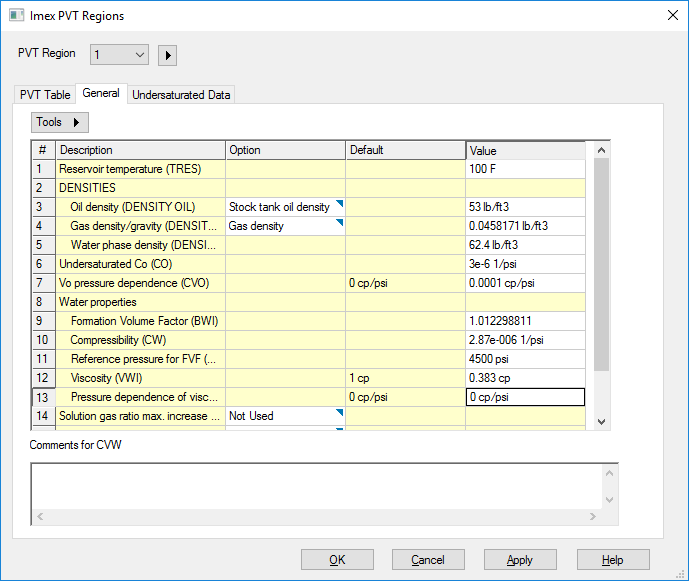 Imex PVT Regions
PVT Region 1
PVT Table General Undersaturated Data
Tools
# Description Option Default Value
1 Reservoir temperature (TRES) 100 F
2 DENSITIES
3 Oil density (DENSITY OIL) Stock tank oil density 53 lb/ft3
4 Gas density/gravity (DENSIT... Gas density 0.0458171 lb/ft3
5 Water phase density (DENSI... 62.4 lb/ft3
6 Undersaturated Co (CO) 3e-6 1/psi
7 Vo pressure dependence (CVO) 0 cp/psi 0.0001 cp/psi
8 Water properties
9 Formation Volume Factor (BWI) 1.012298811
10 Compressibility (CW) 2.87e-006 1/psi
11 Reference pressure for FVF (... 4500 psi
12 Viscosity (VWI) 1 cp 0.383 cp
13 Pressure dependence of visc... 0 cp/psi 0 cp/psi
14 Solution gas ratio max. increase ... Not Used
Comments for CVW
OK Cancel Apply Help